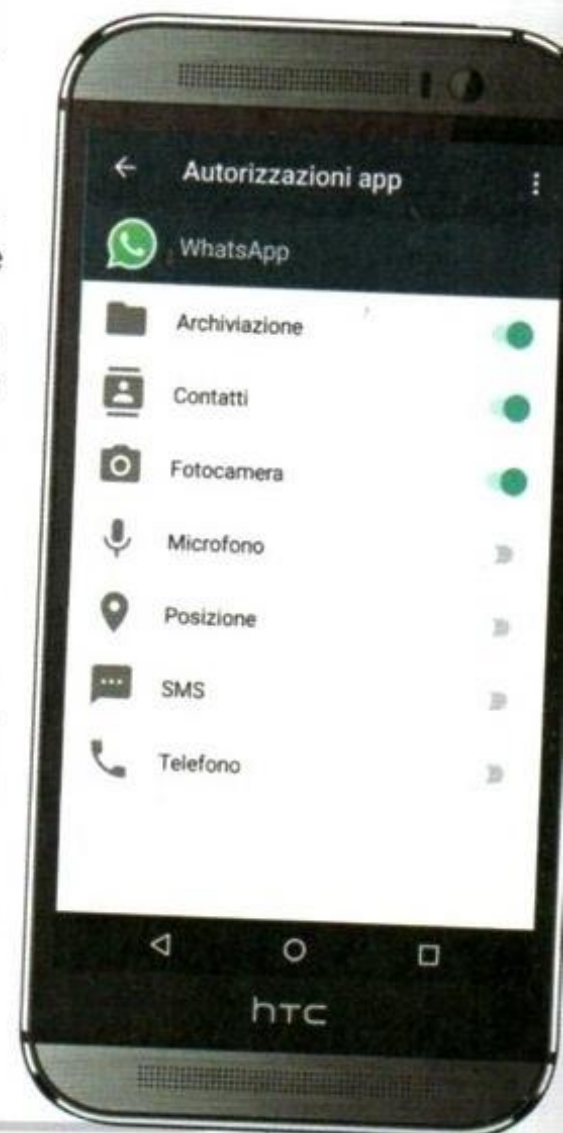 Autorizzazioni app
WhatsApp
Archiviazione
Contatti
Fotocamera
Microfono
Posizione
SMS
Telefono
hTC